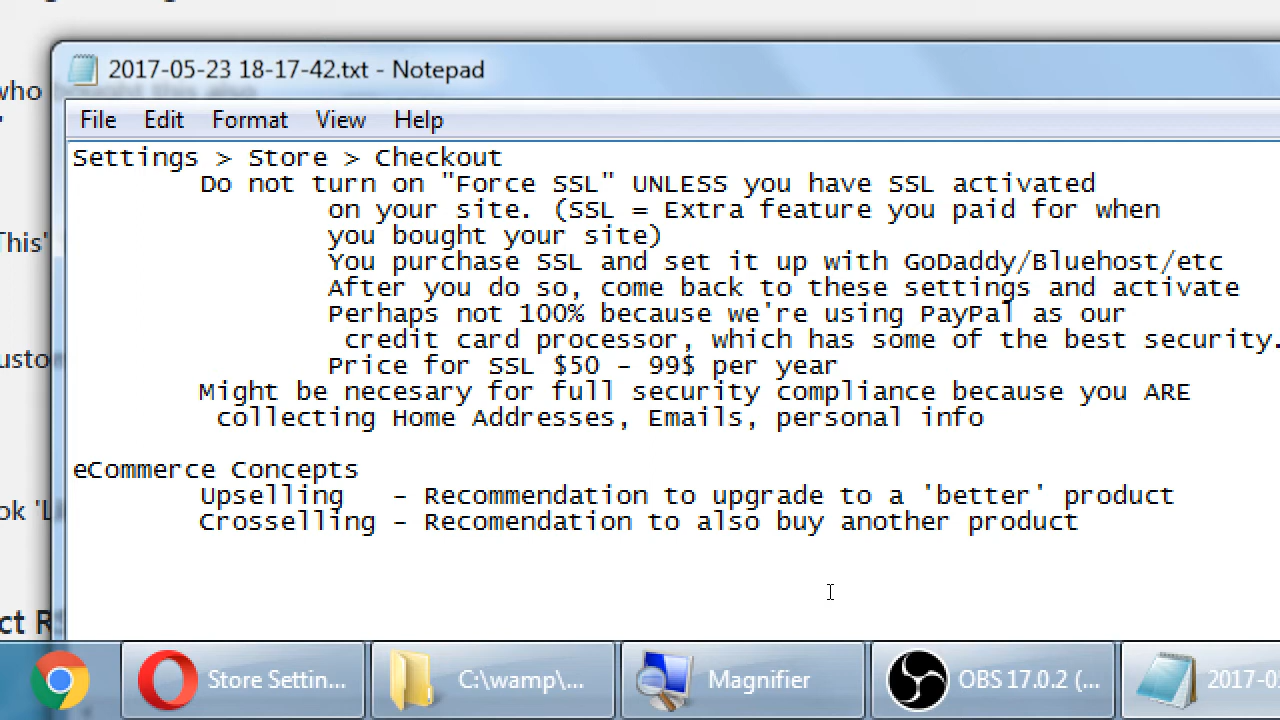 who bought this also
2017-05-23 18-17-42.txt - Notepad
File Edit Format View Help
Settings > Store > Checkout
Do not turn on "Force SSL" UNLESS you have SSL activated
on your site. (SSL = Extra feature you paid for when
you bought your site)
You purchase SSL and set it up with GoDaddy/Bluehost/etc
After you do so, come back to these settings and activate
Perhaps not 100% because we're using PayPal as our
credit card processor, which has some of the best security.
Price for SSL $50 - 99$ per year
Might be necesary for full security compliance because you ARE
collecting Home Addresses, Emails, personal info
eCommerce Concepts
Upselling - Recommendation to upgrade to a 'better' product
Crosselling - Recomendation to also buy another product
This'
Store Settin...
C:\wamp\...
Magnifier
OBS 17.0.2 (...
2017-0